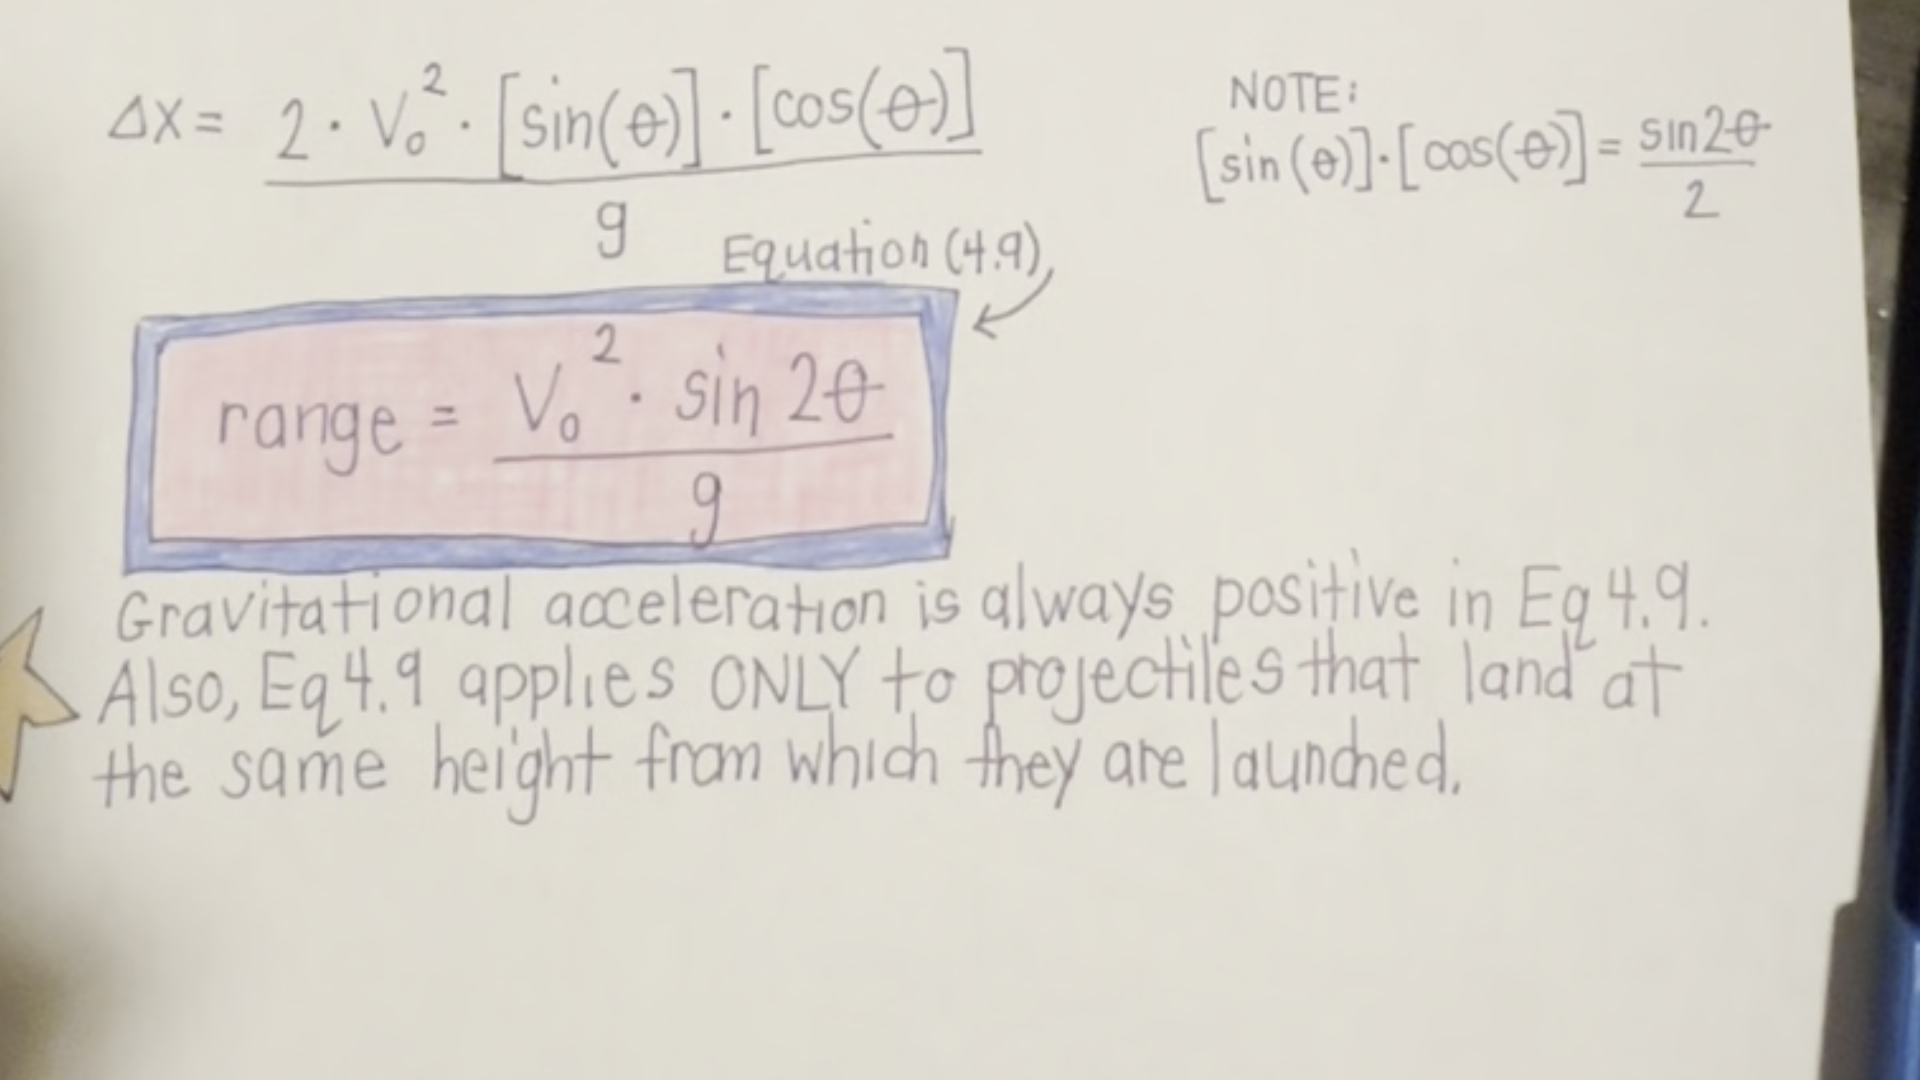 Δx = 2 · V₀² · [sin(θ)] · [cos(θ)] / g
NOTE:
[sin(θ)] · [cos(θ)] = sin2θ / 2
Equation (4.9)
range = V₀² · sin 2θ / g
Gravitational acceleration is always positive in Eq 4.9.
Also, Eq 4.9 applies ONLY to projectiles that land at
the same height from which they are launched.